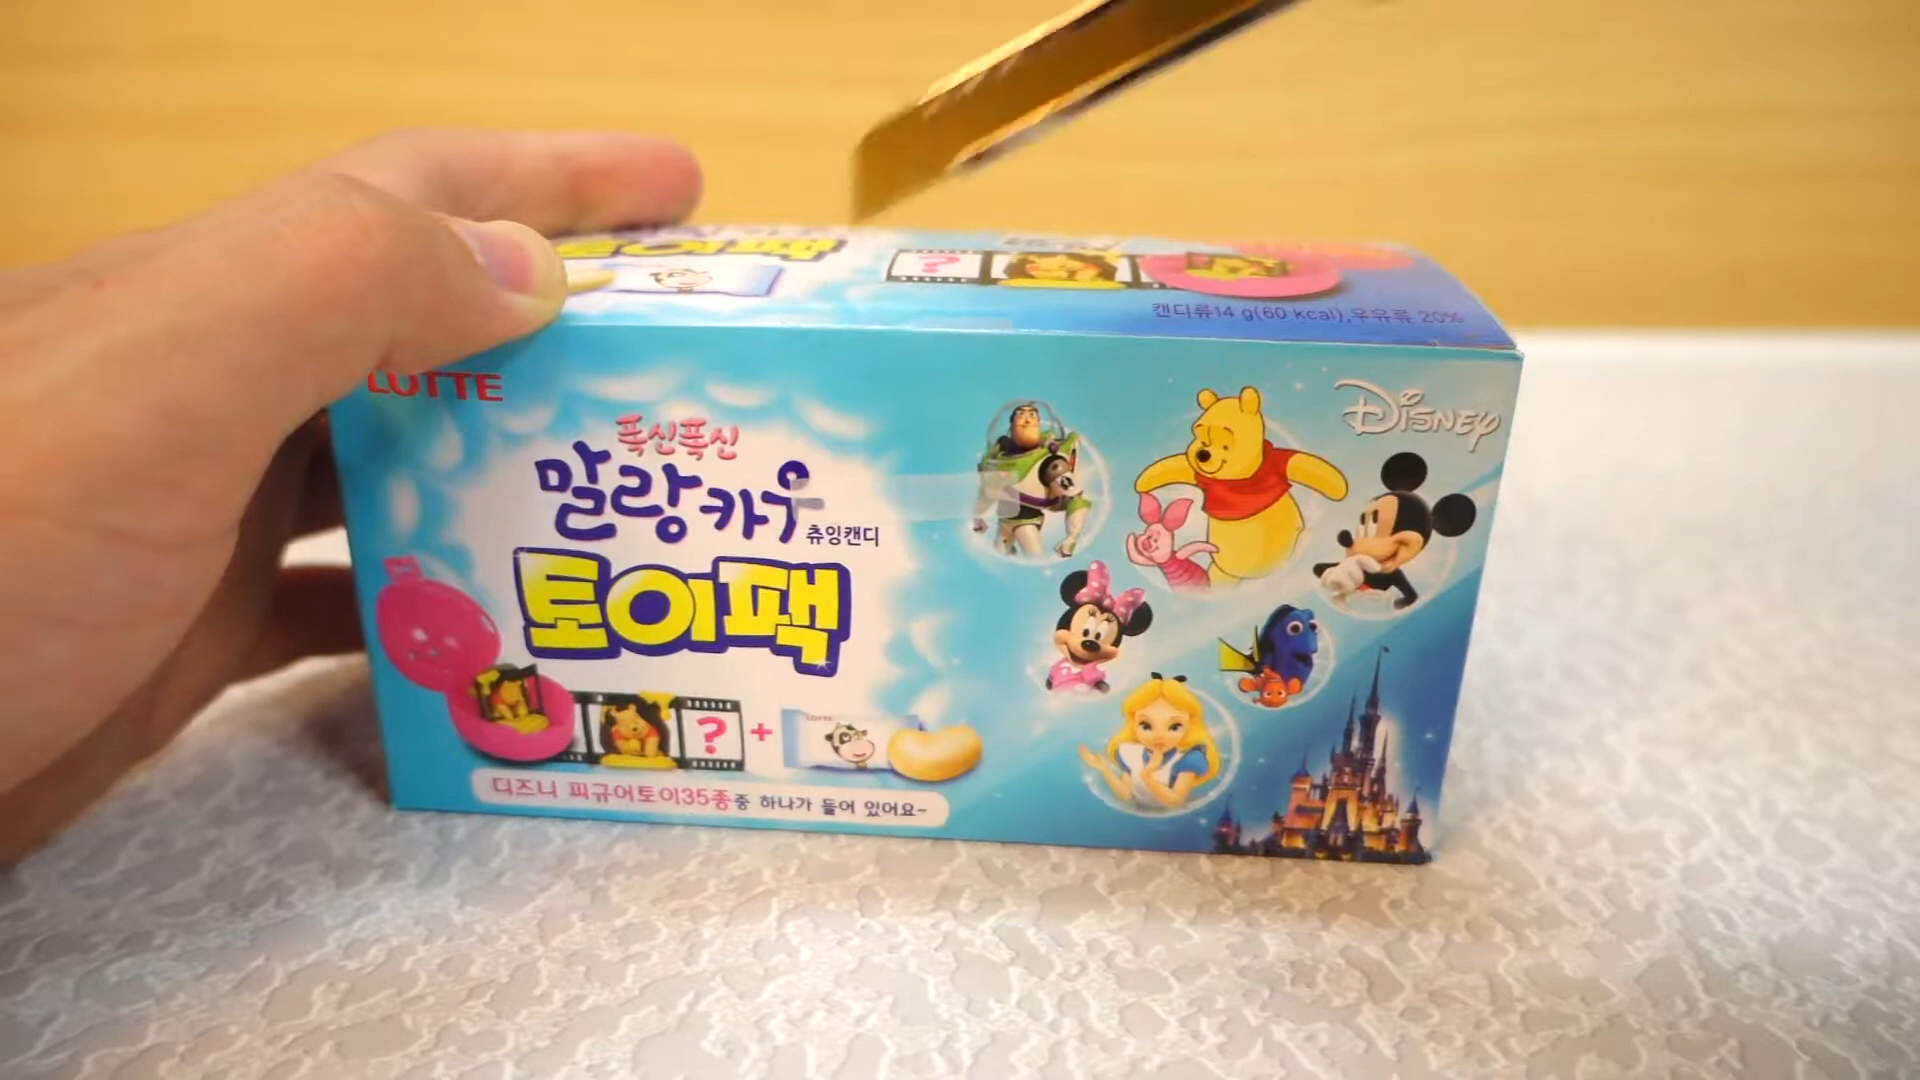 캔디류14 g(60 kcal),우유류 20%
LOTTE
Disney
폭신폭신
말랑카우
츄잉캔디
토이팩
?
?
+
LOTTE
디즈니 피규어토이35종중 하나가 들어 있어요~